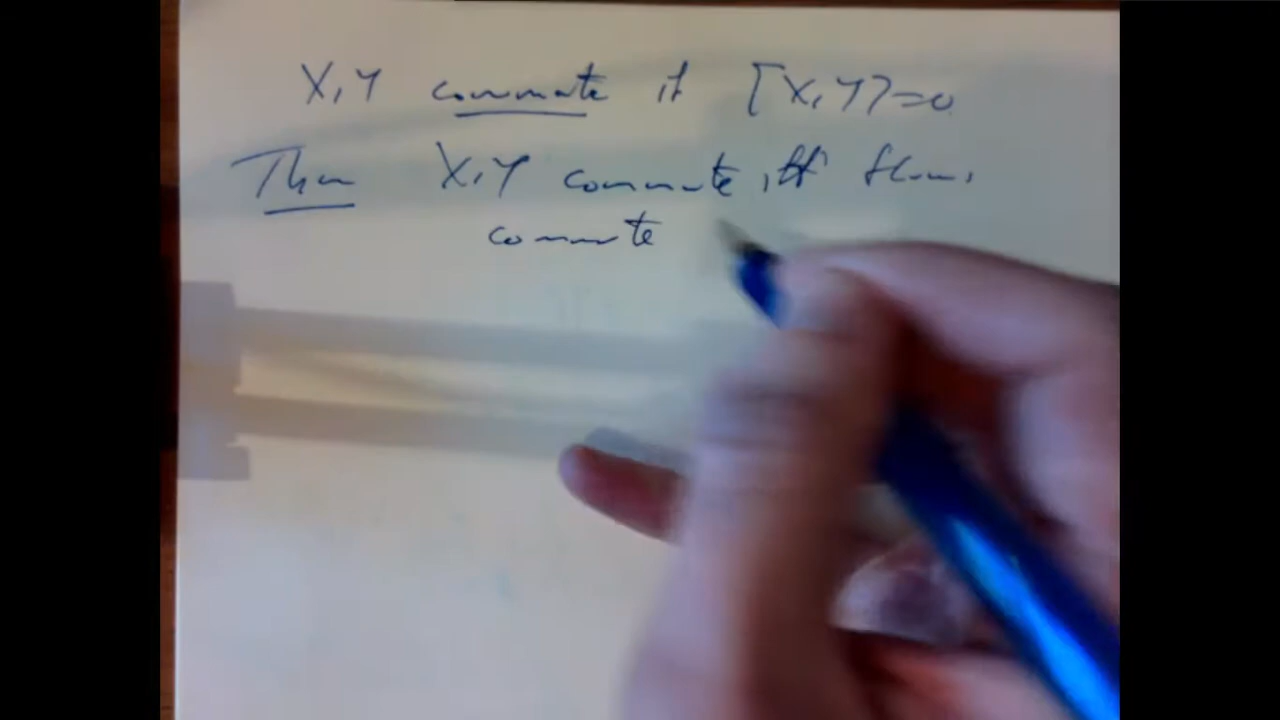 X, Y commute if [X, Y] = 0
Thm X, Y commute iff flows
commute